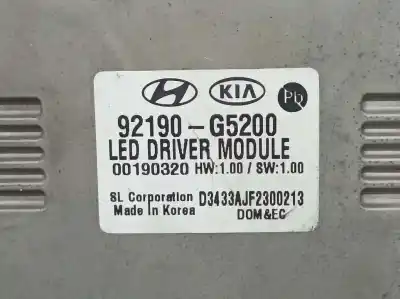 KIA Pb
92190-G5200
LED DRIVER MODULE
00190320 HW:1.00 / SW:1.00
SL Corporation D3433AJF2300213
Made in Korea DOM&EC